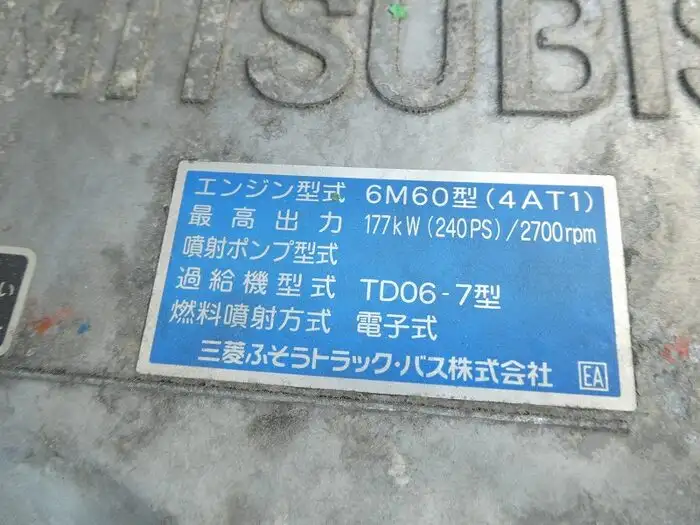 MITSUBIS
エンジン型式 6M60型(4AT1)
最高出力 177kW(240PS)/2700rpm
噴射ポンプ型式
過給機型式 TD06-7型
燃料噴射方式 電子式
三菱ふそうトラック・バス株式会社 EA
い